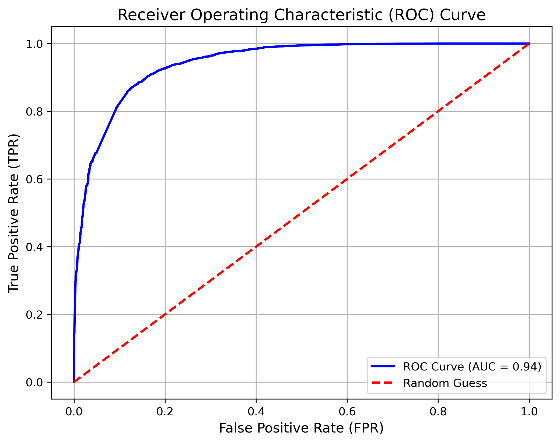 Receiver Operating Characteristic (ROC) Curve
True Positive Rate (TPR)
1.0
0.8
0.6
0.4
0.2
0.0
ROC Curve (AUC = 0.94)
Random Guess
0.0 0.2 0.4 0.6 0.8 1.0
False Positive Rate (FPR)